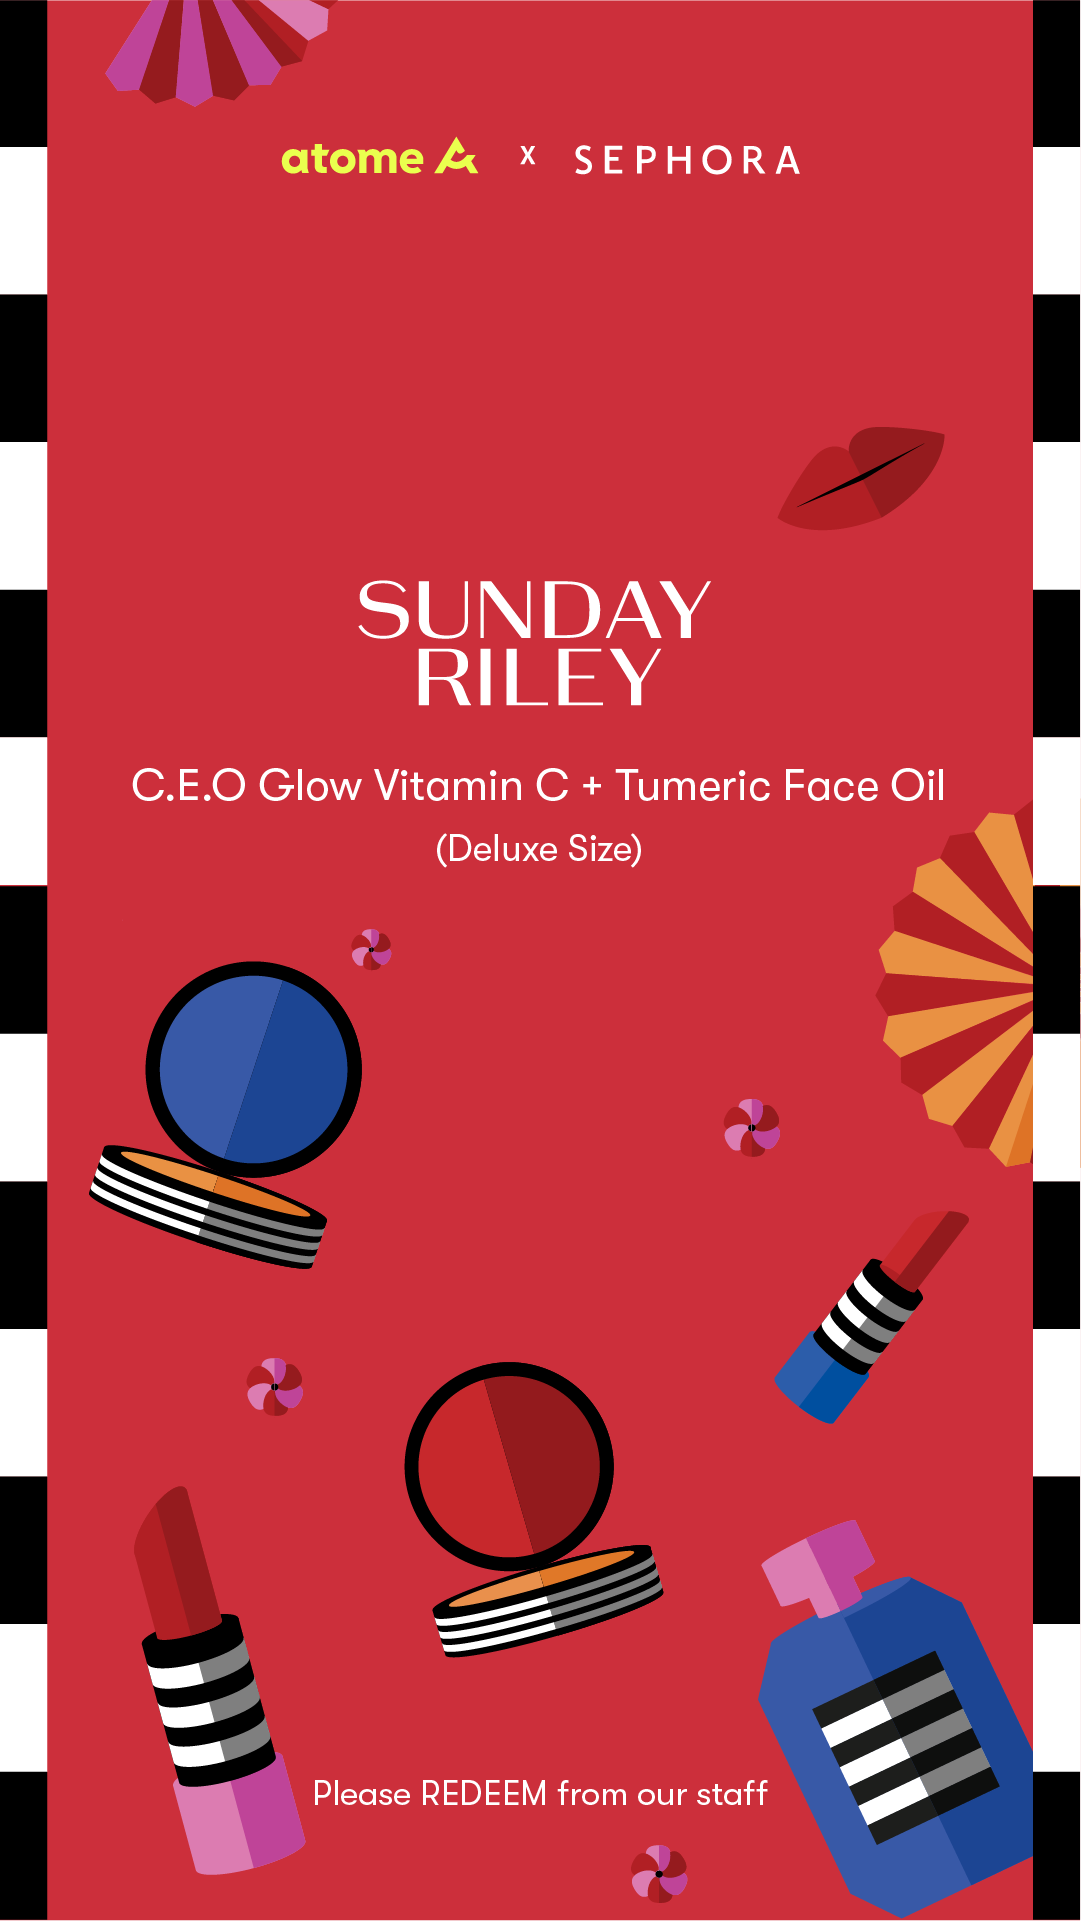 atome x SEPHORA
SUNDAY
RILEY
C.E.O Glow Vitamin C + Tumeric Face Oil
(Deluxe Size)
Please REDEEM from our staff